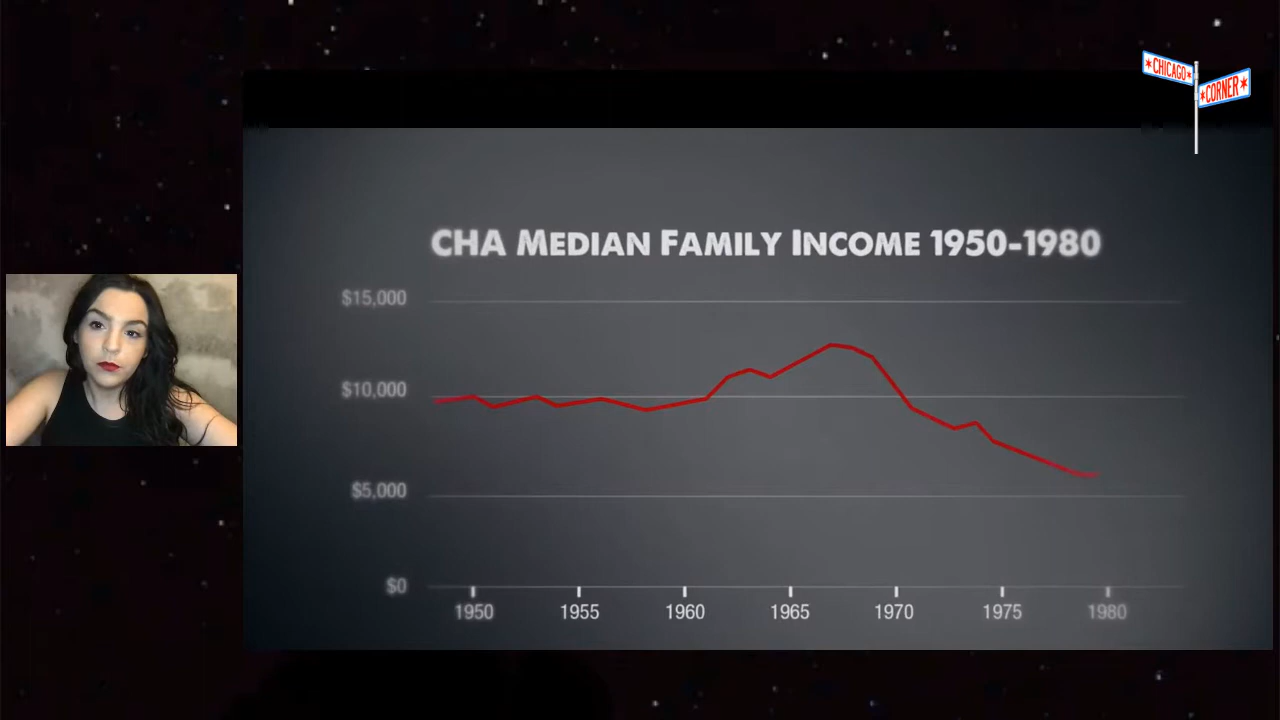 ★CHICAGO★
★CORNER★
CHA MEDIAN FAMILY INCOME 1950-1980
$15,000
$10,000
$5,000
$0
1950 1955 1960 1965 1970 1975 1980